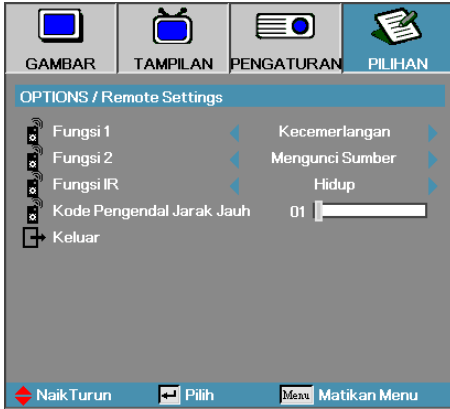 GAMBAR TAMPILAN PENGATURAN PILIHAN
OPTIONS / Remote Settings
Fungsi 1 Kecemerlangan
Fungsi 2 Mengunci Sumber
Fungsi IR Hidup
Kode Pengendal Jarak Jauh 01
Keluar
NaikTurun Pilih Menu Matikan Menu